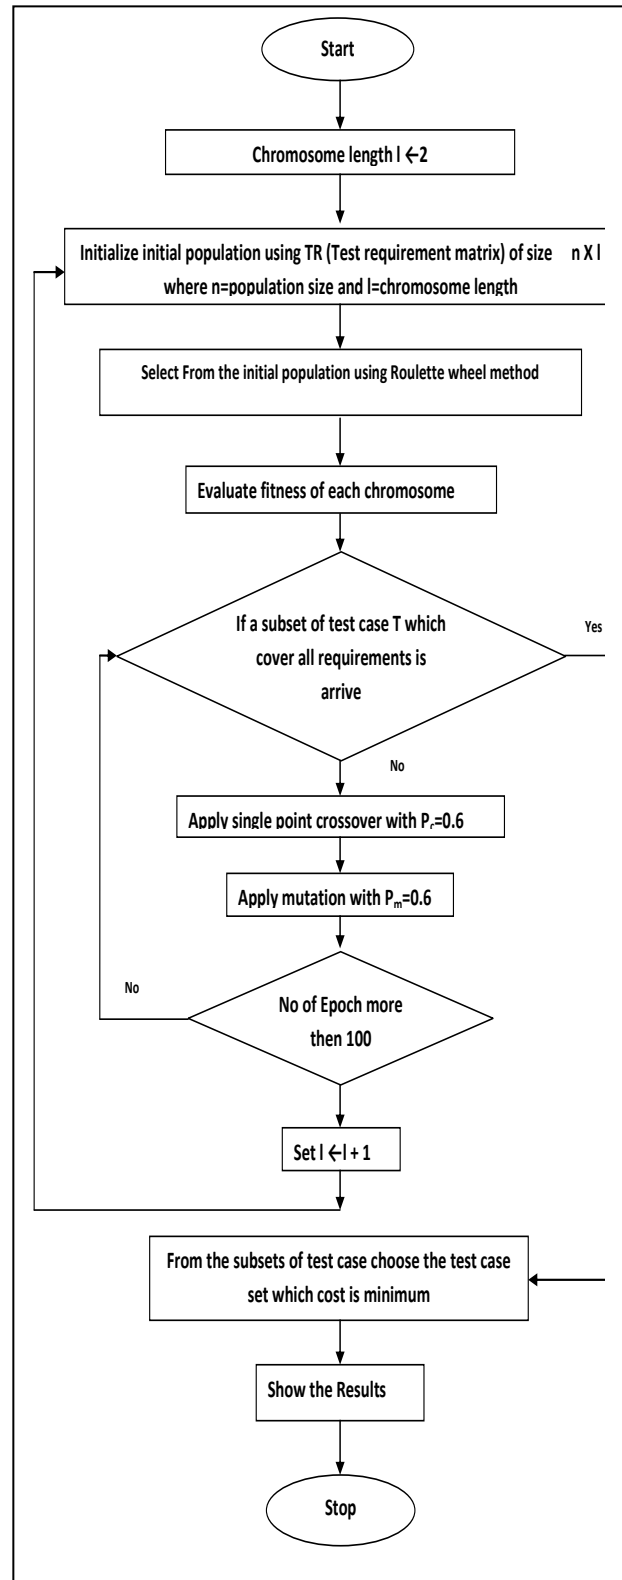 Start
Chromosome length l ←2
Initialize initial population using TR (Test requirement matrix) of size n X l
where n=population size and l=chromosome length
Select From the initial population using Roulette wheel method
Evaluate fitness of each chromosome
If a subset of test case T which
cover all requirements is
arrive
Yes
No
Apply single point crossover with Pc=0.6
Apply mutation with Pm=0.6
No of Epoch more
then 100
No
Set l ←l + 1
From the subsets of test case choose the test case
set which cost is minimum
Show the Results
Stop